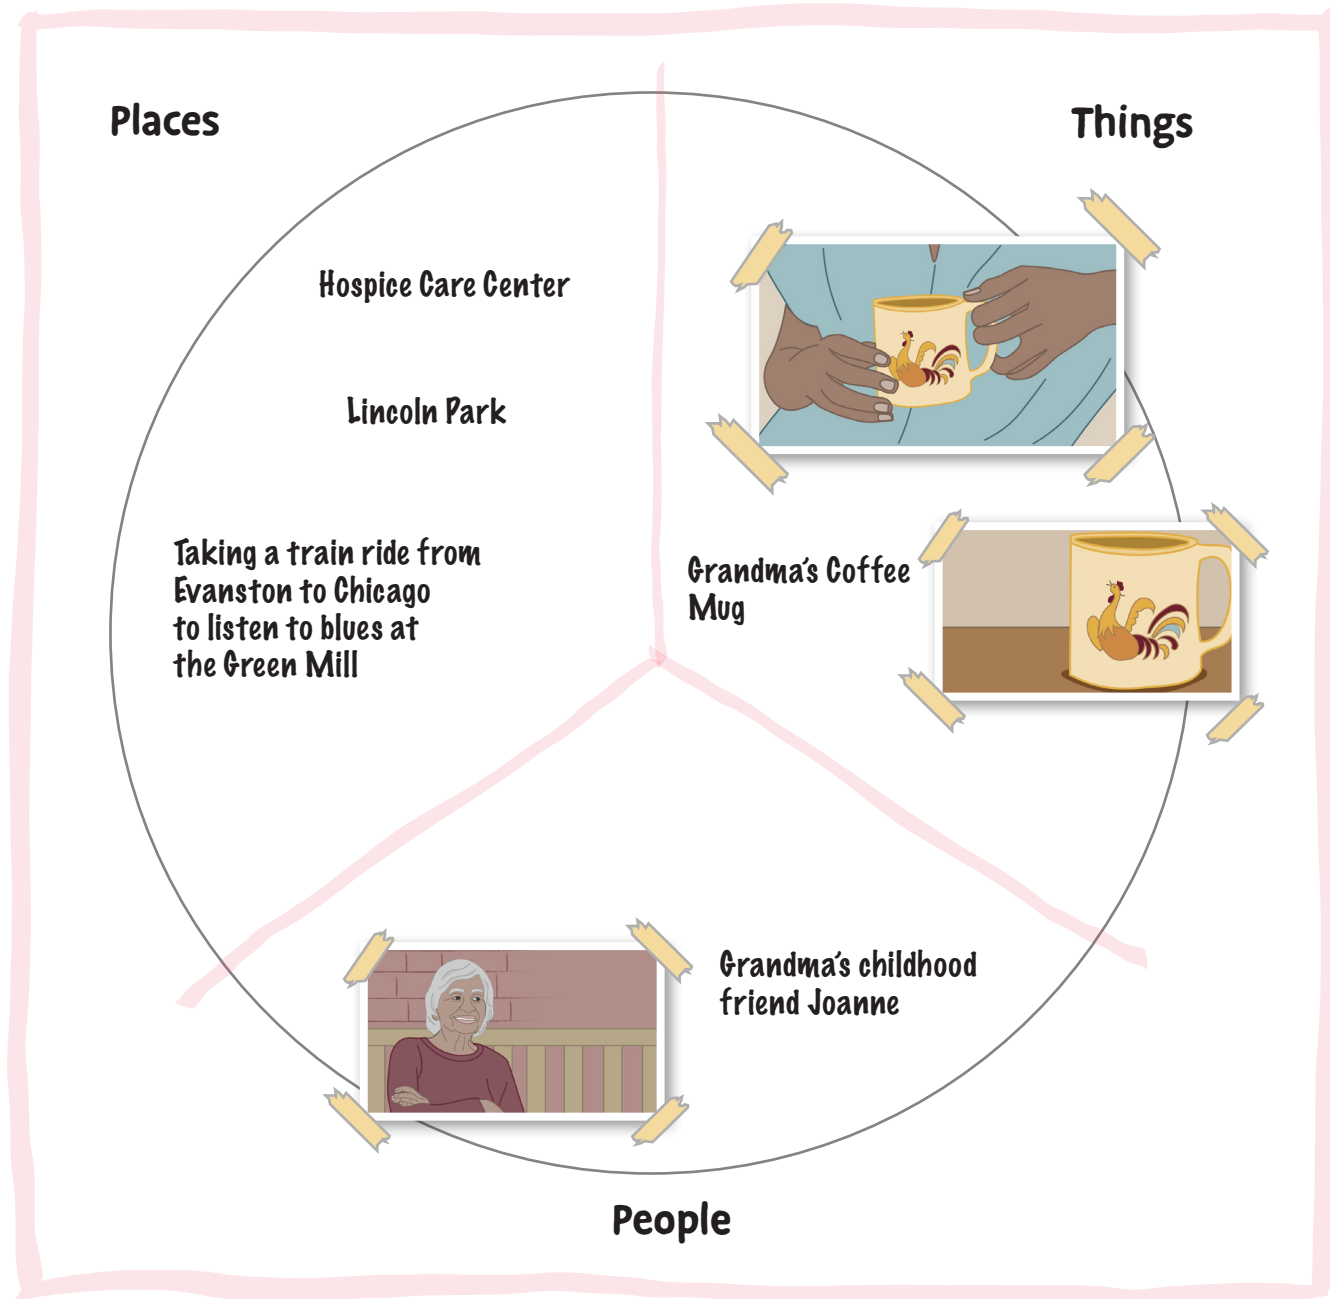 Places
Things
Hospice Care Center
Lincoln Park
Taking a train ride from
Evanston to Chicago
to listen to blues at
the Green Mill
Grandma's Coffee
Mug
Grandma's childhood
friend Joanne
People